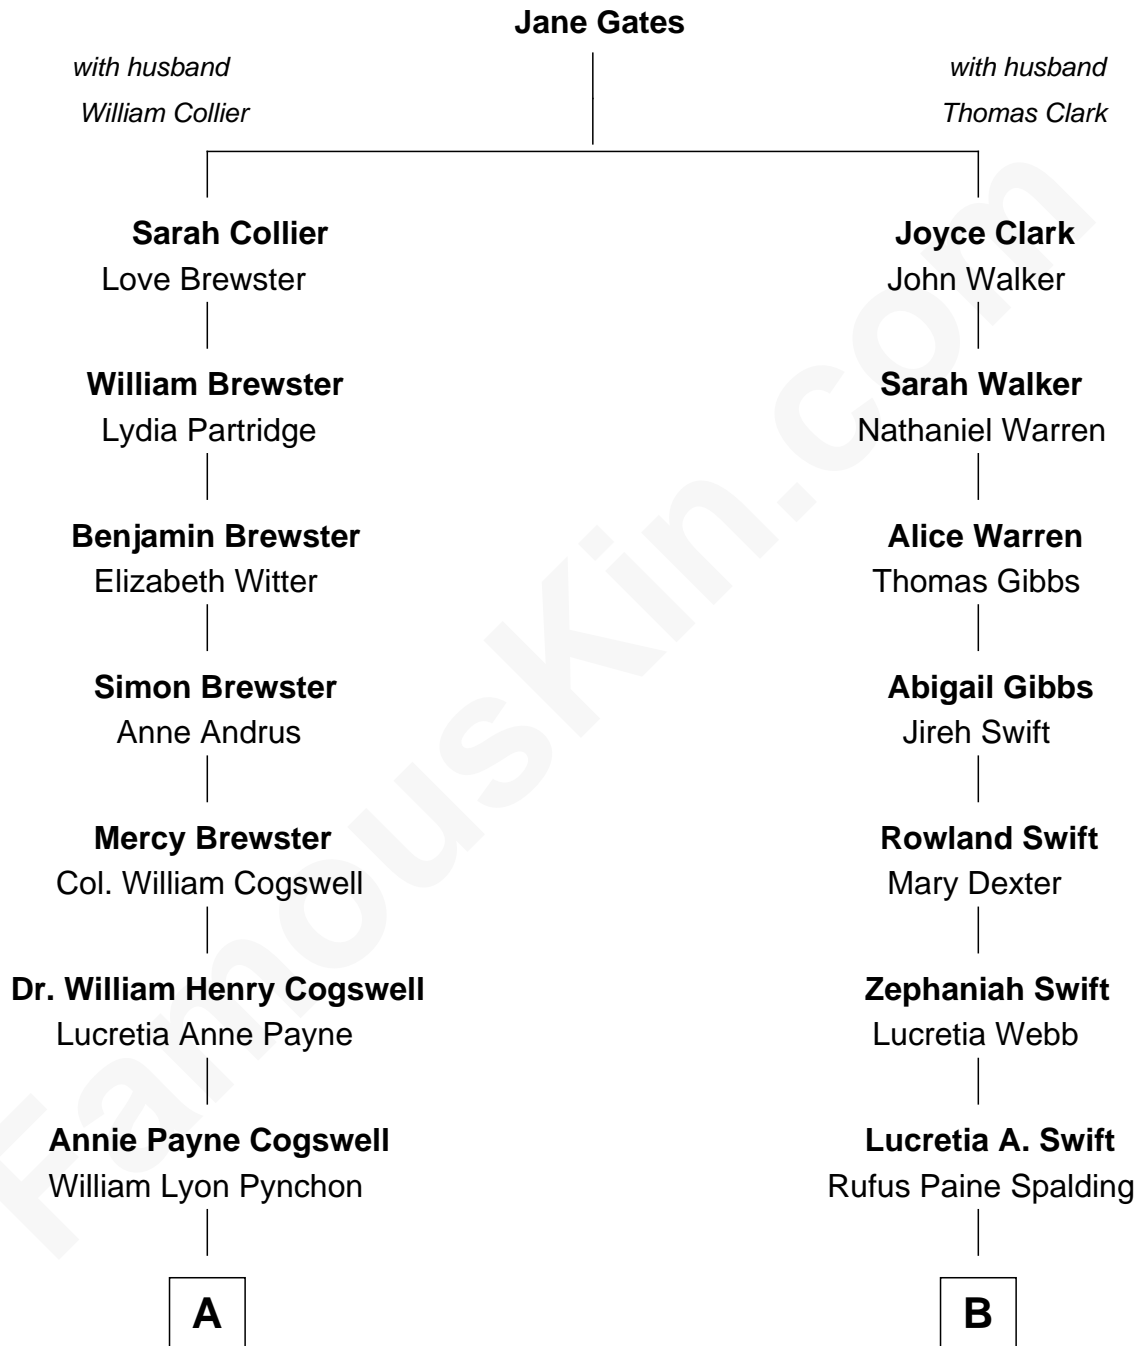 Jane Gates
with husband
William Collier
with husband
Thomas Clark
Sarah Collier
Love Brewster
Joyce Clark
John Walker
William Brewster
Lydia Partridge
Sarah Walker
Nathaniel Warren
Benjamin Brewster
Elizabeth Witter
Alice Warren
Thomas Gibbs
Simon Brewster
Anne Andrus
Abigail Gibbs
Jireh Swift
Mercy Brewster
Col. William Cogswell
Rowland Swift
Mary Dexter
Dr. William Henry Cogswell
Lucretia Anne Payne
Zephaniah Swift
Lucretia Webb
Annie Payne Cogswell
William Lyon Pynchon
Lucretia A. Swift
Rufus Paine Spalding
A
B
FamousKin.com